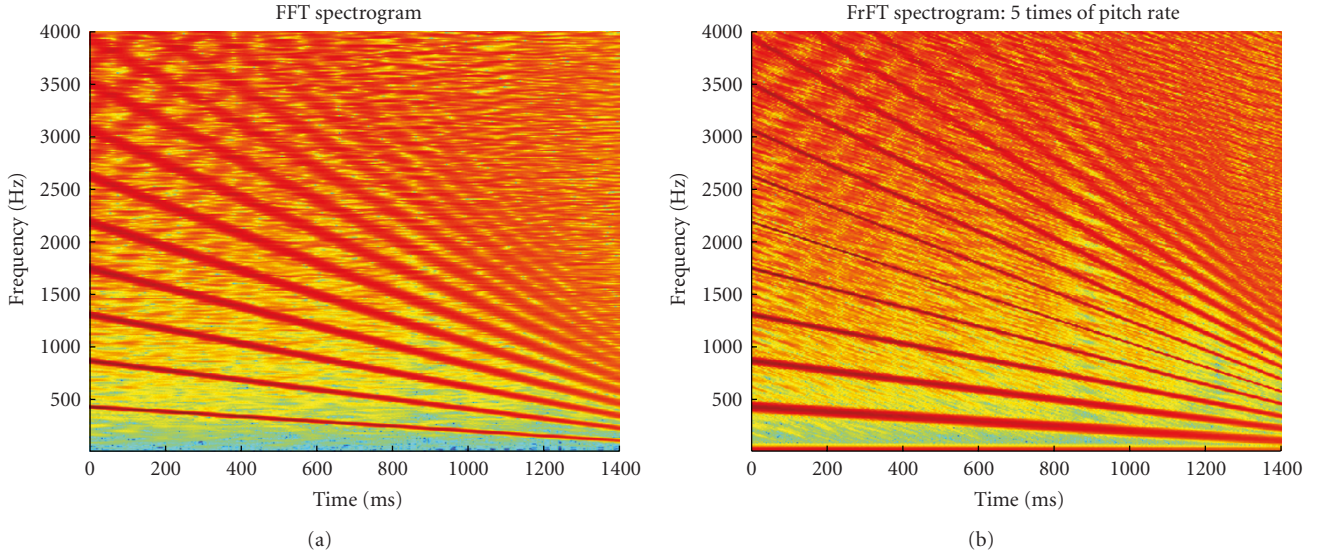 FFT spectrogram
4000
3500
3000
2500
2000
1500
1000
500
Frequency (Hz)
0 200 400 600 800 1000 1200 1400
Time (ms)
(a)
FrFT spectrogram: 5 times of pitch rate
4000
3500
3000
2500
2000
1500
1000
500
Frequency (Hz)
0 200 400 600 800 1000 1200 1400
Time (ms)
(b)